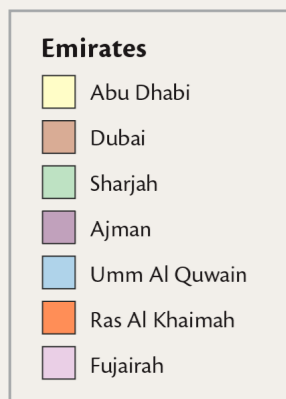 Emirates
Abu Dhabi
Dubai
Sharjah
Ajman
Umm Al Quwain
Ras Al Khaimah
Fujairah